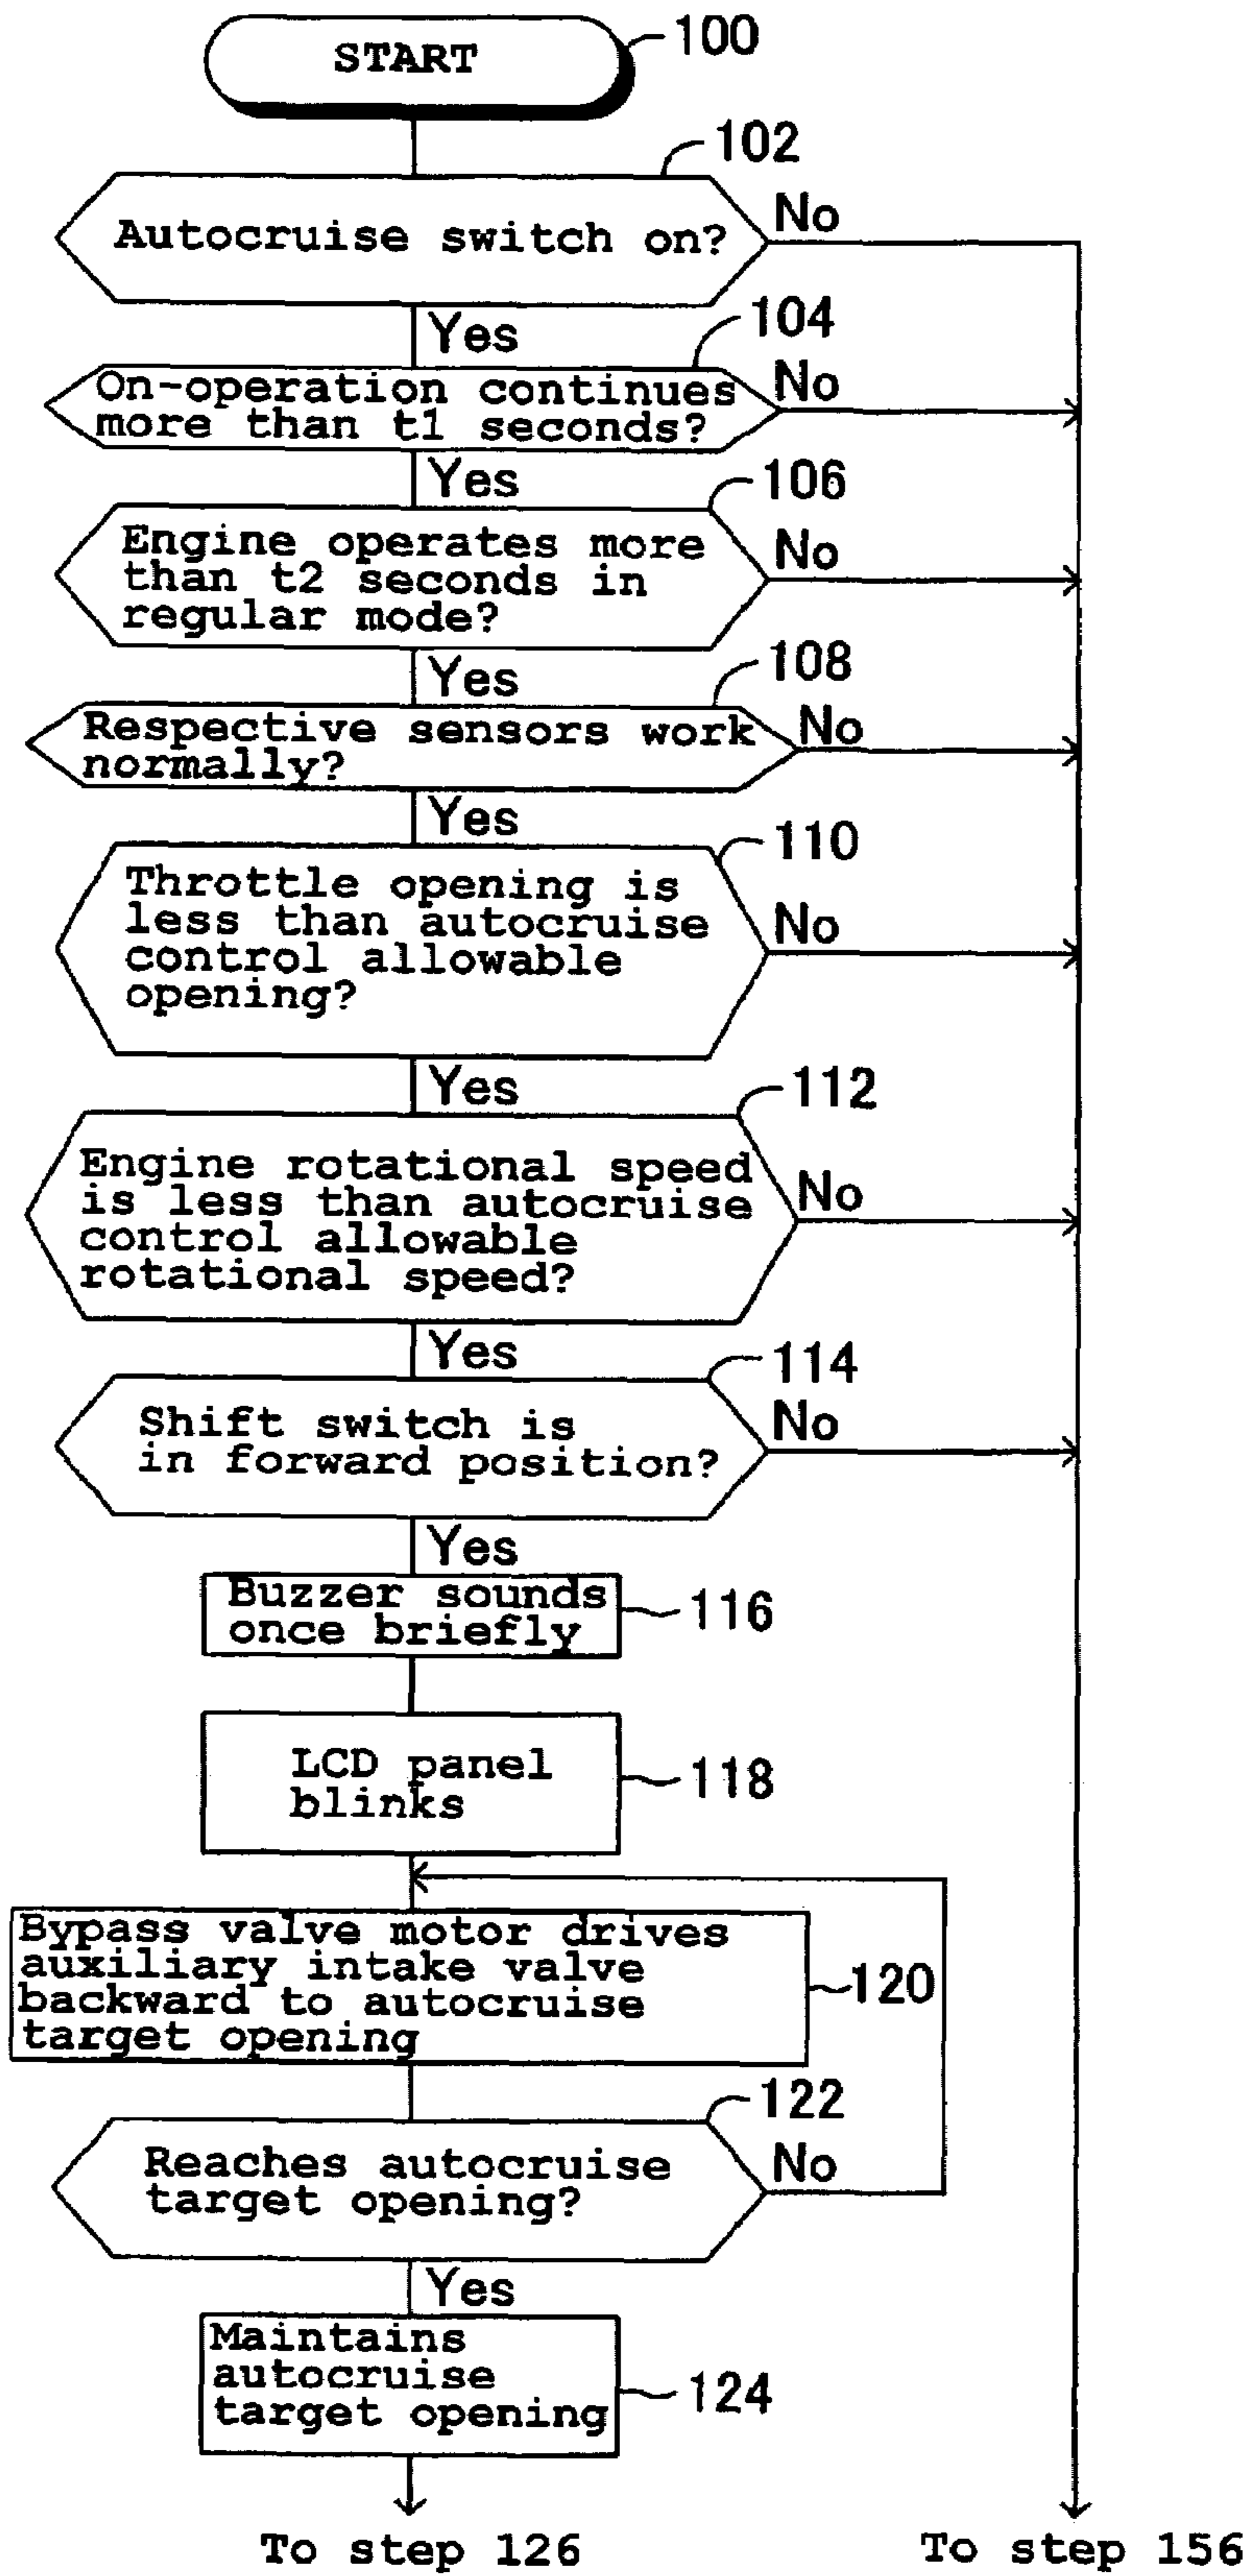 START
100
102
Autocruise switch on?
No
Yes
104
On-operation continues
more than t1 seconds?
No
Yes
106
Engine operates more
than t2 seconds in
regular mode?
No
Yes
108
Respective sensors work
normally?
No
Yes
110
Throttle opening is
less than autocruise
control allowable
opening?
No
Yes
112
Engine rotational speed
is less than autocruise
control allowable
rotational speed?
No
Yes
114
Shift switch is
in forward position?
No
Yes
Buzzer sounds
once briefly
116
LCD panel
blinks
118
Bypass valve motor drives
auxiliary intake valve
backward to autocruise
target opening
120
122
Reaches autocruise
target opening?
No
Yes
Maintains
autocruise
target opening
124
To step 126
To step 156